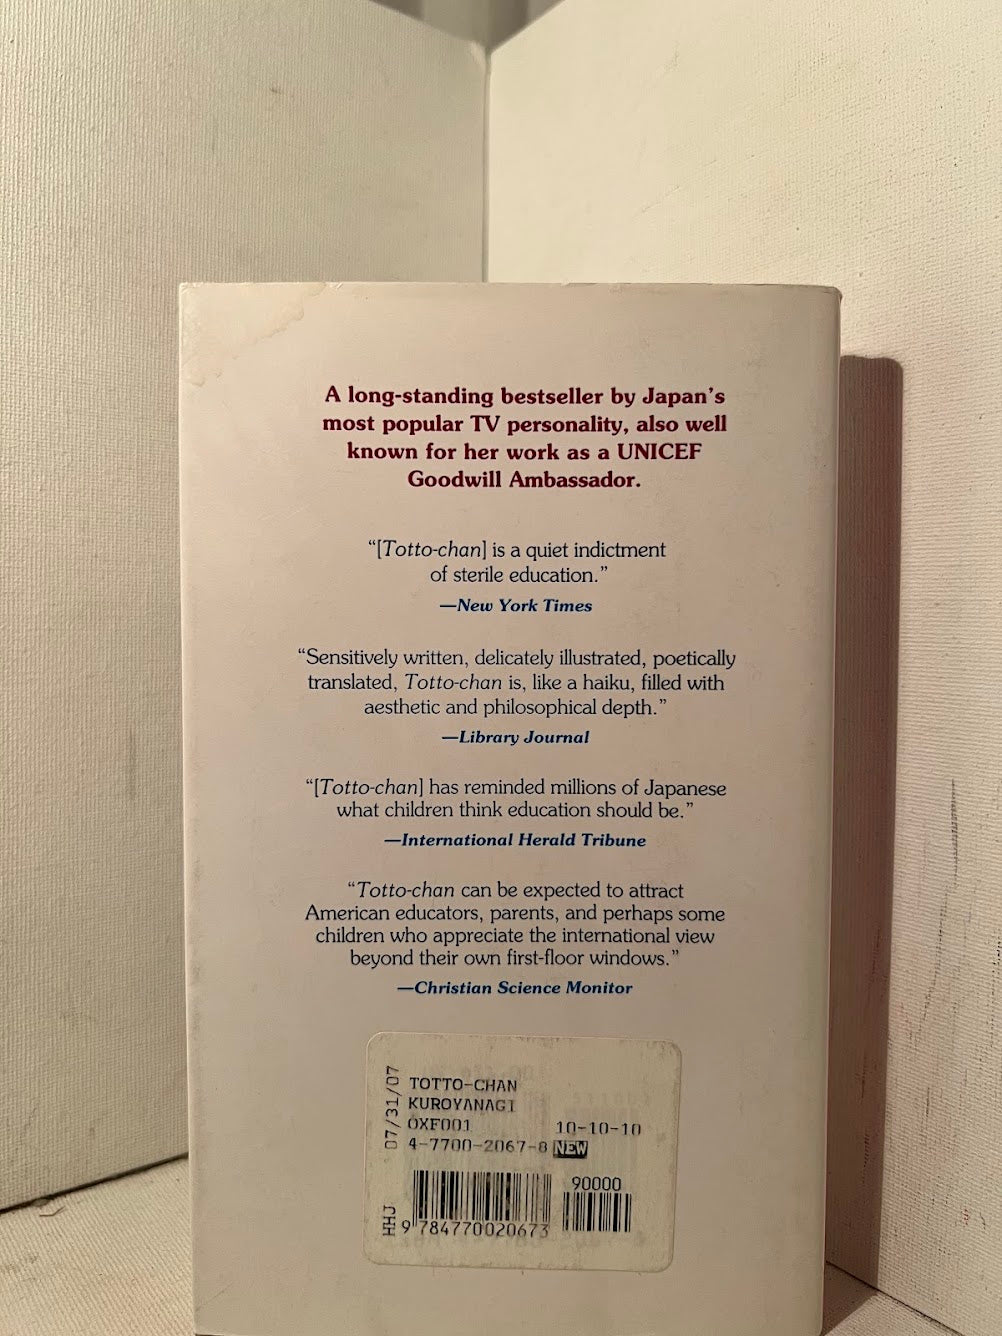 A long-standing bestseller by Japan's
most popular TV personality, also well
known for her work as a UNICEF
Goodwill Ambassador.
“[Totto-chan] is a quiet indictment
of sterile education.”
—New York Times
“Sensitively written, delicately illustrated, poetically
translated, Totto-chan is, like a haiku, filled with
aesthetic and philosophical depth.”
—Library Journal
“[Totto-chan] has reminded millions of Japanese
what children think education should be.”
—International Herald Tribune
“Totto-chan can be expected to attract
American educators, parents, and perhaps some
children who appreciate the international view
beyond their own first-floor windows.”
—Christian Science Monitor
07/31/07
TOTTO-CHAN
KUROYANAGI
OXF001 10-10-10
4-7700-2067-8 NEW
90000
HHJ
9 784770020673